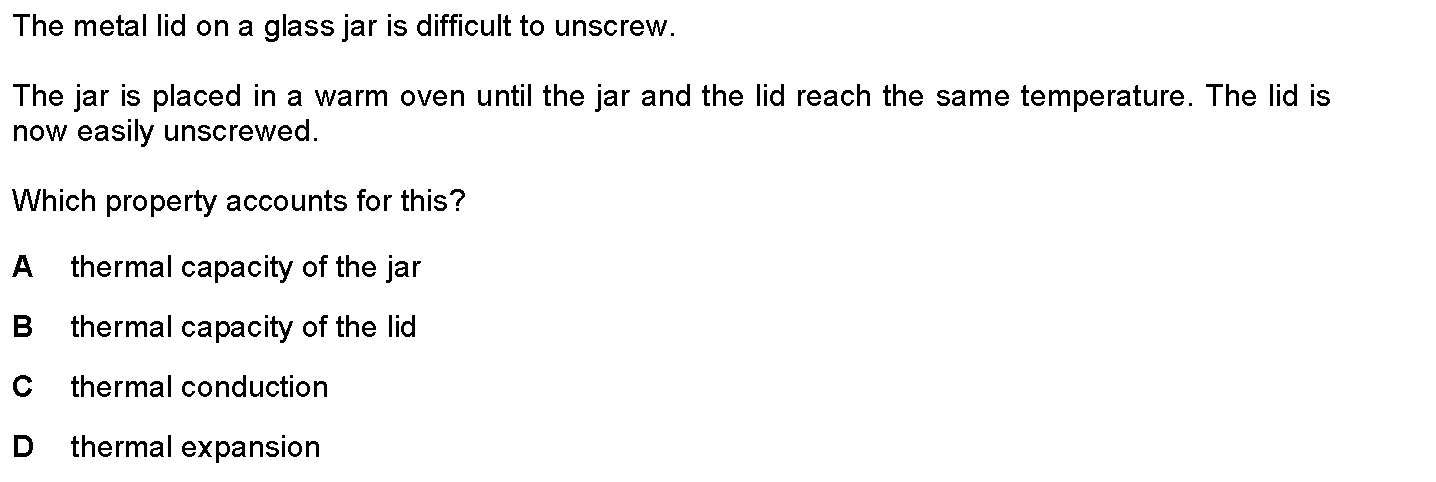 The metal lid on a glass jar is difficult to unscrew.
The jar is placed in a warm oven until the jar and the lid reach the same temperature. The lid is
now easily unscrewed.
Which property accounts for this?
A thermal capacity of the jar
B thermal capacity of the lid
C thermal conduction
D thermal expansion